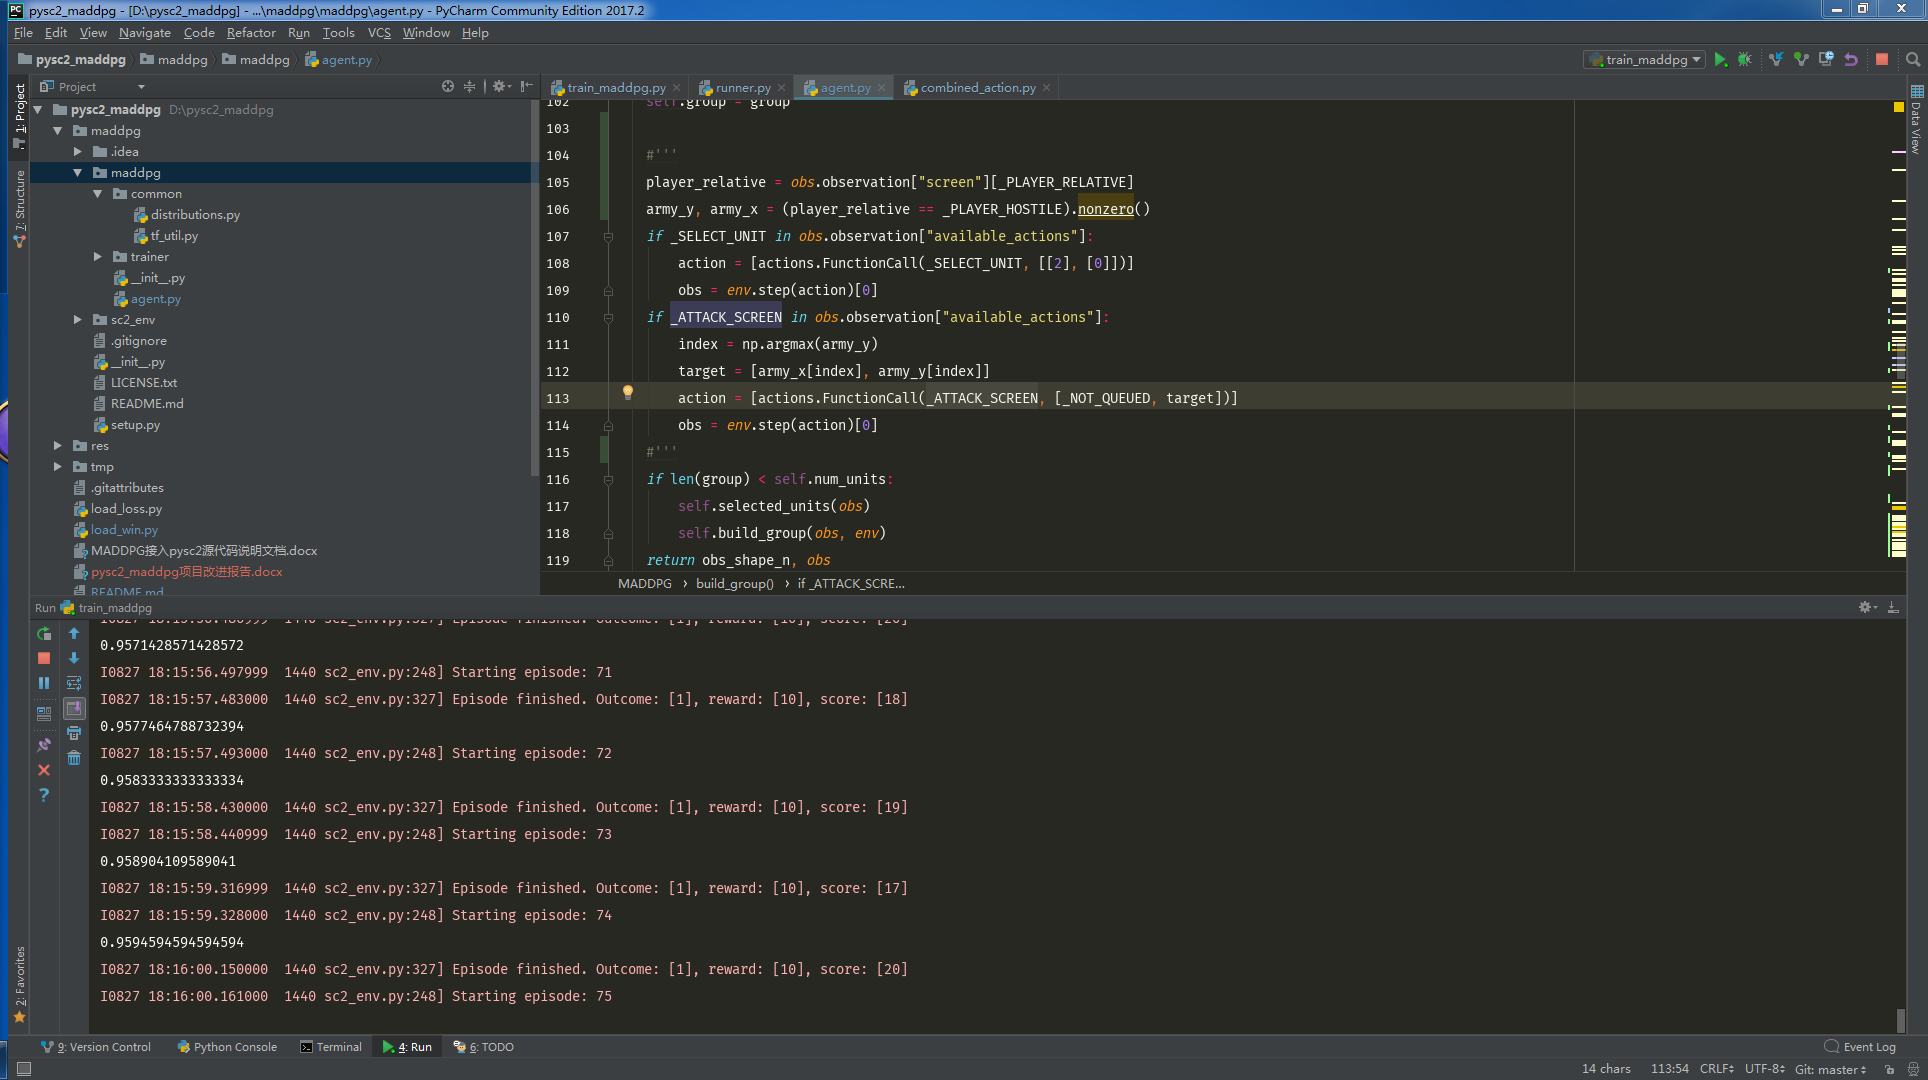 pysc2_maddpg - [D:\pysc2_maddpg] - ...\maddpg\maddpg\agent.py - PyCharm Community Edition 2017.2
File Edit View Navigate Code Refactor Run Tools VCS Window Help
pysc2_maddpg maddpg maddpg agent.py train_maddpg
Project
train_maddpg.py runner.py agent.py combined_action.py
1: Project
7: Structure
2: Favorites
Data View
pysc2_maddpg D:\pysc2_maddpg
maddpg
.idea
maddpg
common
distributions.py
tf_util.py
trainer
__init__.py
agent.py
sc2_env
.gitignore
__init__.py
LICENSE.txt
README.md
setup.py
res
tmp
.gitattributes
load_loss.py
load_win.py
MADDPG接入pysc2源代码说明文档.docx
pysc2_maddpg项目改进报告.docx
README.md
102 self.group = group
103
104 #'''
105 player_relative = obs.observation["screen"][_PLAYER_RELATIVE]
106 army_y, army_x = (player_relative == _PLAYER_HOSTILE).nonzero()
107 if _SELECT_UNIT in obs.observation["available_actions"]:
108 action = [actions.FunctionCall(_SELECT_UNIT, [[2], [0]])]
109 obs = env.step(action)[0]
110 if _ATTACK_SCREEN in obs.observation["available_actions"]:
111 index = np.argmax(army_y)
112 target = [army_x[index], army_y[index]]
113 action = [actions.FunctionCall(_ATTACK_SCREEN, [_NOT_QUEUED, target])]
114 obs = env.step(action)[0]
115 #'''
116 if len(group) < self.num_units:
117 self.selected_units(obs)
118 self.build_group(obs, env)
119 return obs_shape_n, obs
MADDPG › build_group() › if _ATTACK_SCRE...
Run train_maddpg
I0827 18:15:56.486999 1440 sc2_env.py:327] Episode finished. Outcome: [1], reward: [10], score: [20]
0.9571428571428572
I0827 18:15:56.497999 1440 sc2_env.py:248] Starting episode: 71
I0827 18:15:57.483000 1440 sc2_env.py:327] Episode finished. Outcome: [1], reward: [10], score: [18]
0.9577464788732394
I0827 18:15:57.493000 1440 sc2_env.py:248] Starting episode: 72
0.9583333333333334
I0827 18:15:58.430000 1440 sc2_env.py:327] Episode finished. Outcome: [1], reward: [10], score: [19]
I0827 18:15:58.440999 1440 sc2_env.py:248] Starting episode: 73
0.958904109589041
I0827 18:15:59.316999 1440 sc2_env.py:327] Episode finished. Outcome: [1], reward: [10], score: [17]
I0827 18:15:59.328000 1440 sc2_env.py:248] Starting episode: 74
0.9594594594594594
I0827 18:16:00.150000 1440 sc2_env.py:327] Episode finished. Outcome: [1], reward: [10], score: [20]
I0827 18:16:00.161000 1440 sc2_env.py:248] Starting episode: 75
9: Version Control Python Console Terminal 4: Run 6: TODO Event Log
14 chars 113:54 CRLF UTF-8 Git: master